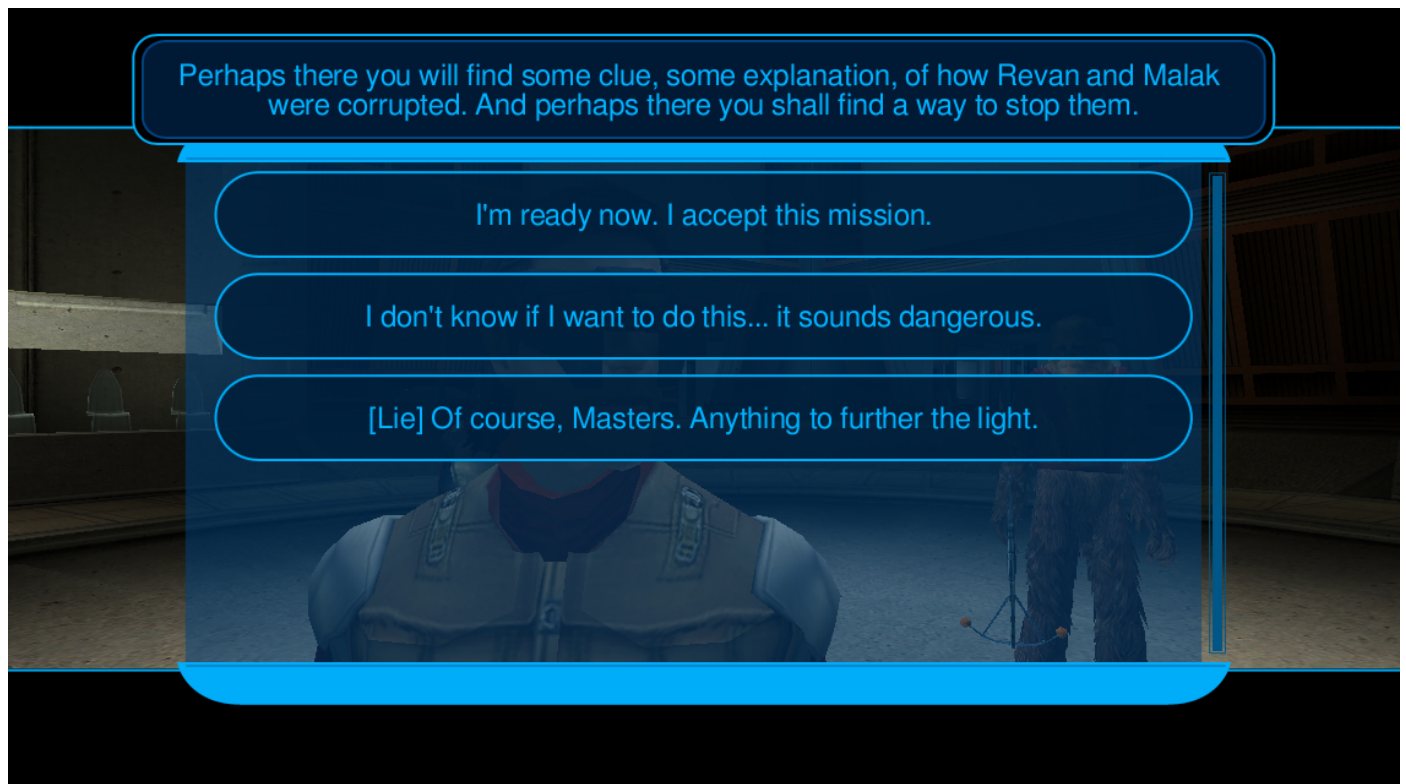 Perhaps there you will find some clue, some explanation, of how Revan and Malak
were corrupted. And perhaps there you shall find a way to stop them.
I'm ready now. I accept this mission.
I don't know if I want to do this... it sounds dangerous.
[Lie] Of course, Masters. Anything to further the light.